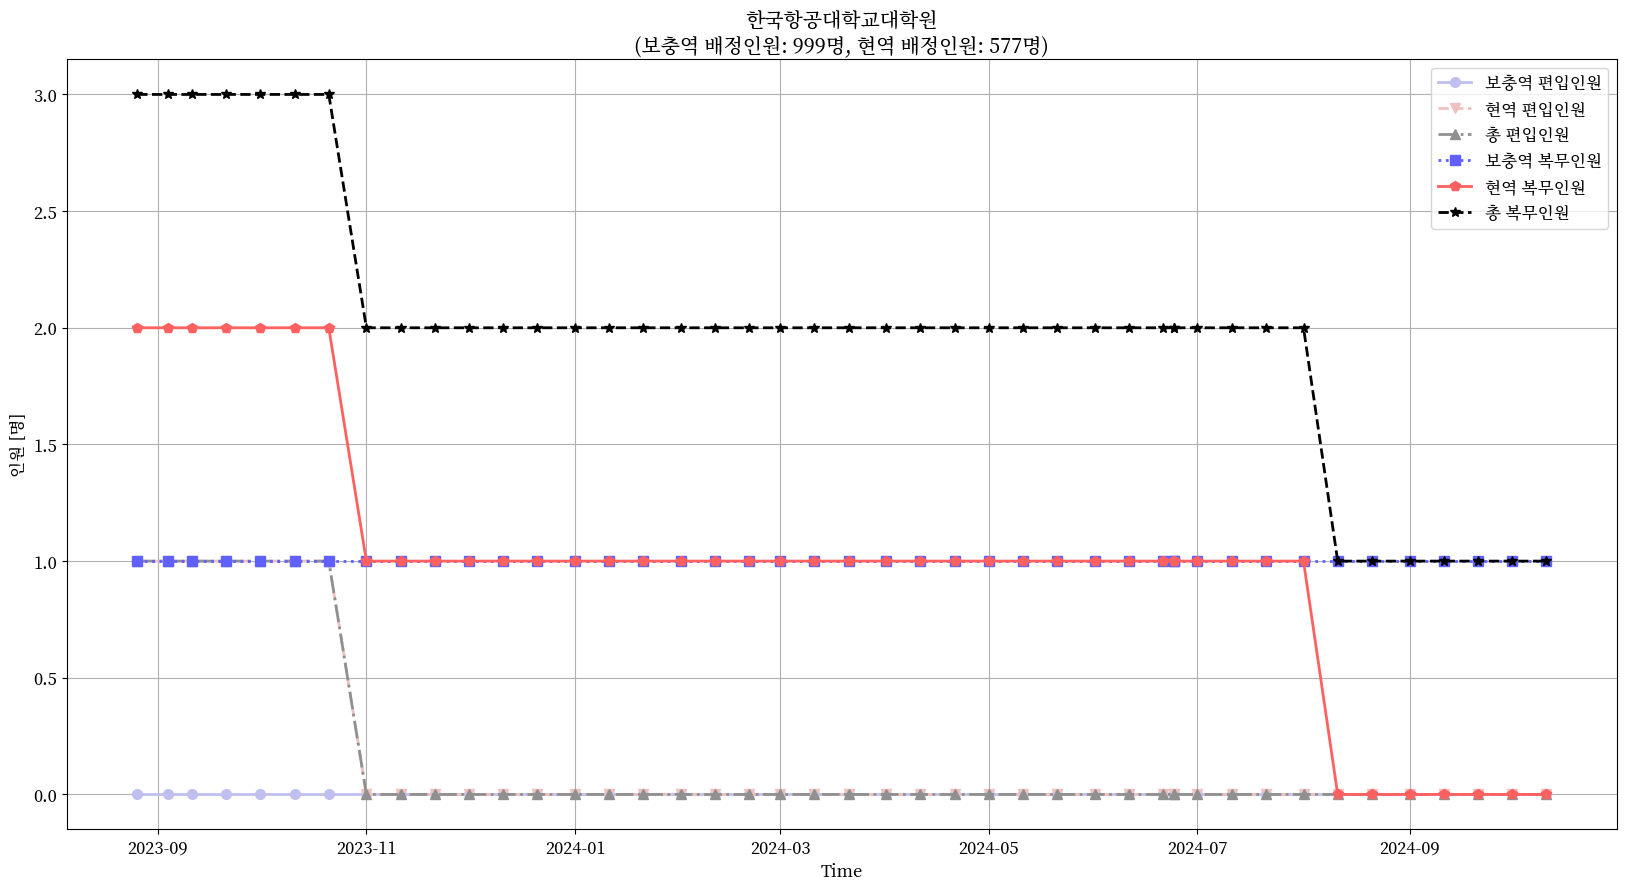 한국항공대학교대학원
(보충역 배정인원: 999명, 현역 배정인원: 577명)
보충역 편입인원
현역 편입인원
총 편입인원
보충역 복무인원
현역 복무인원
총 복무인원
인원 [명]
3.0
2.5
2.0
1.5
1.0
0.5
0.0
2023-09
2023-11
2024-01
2024-03
2024-05
2024-07
2024-09
Time